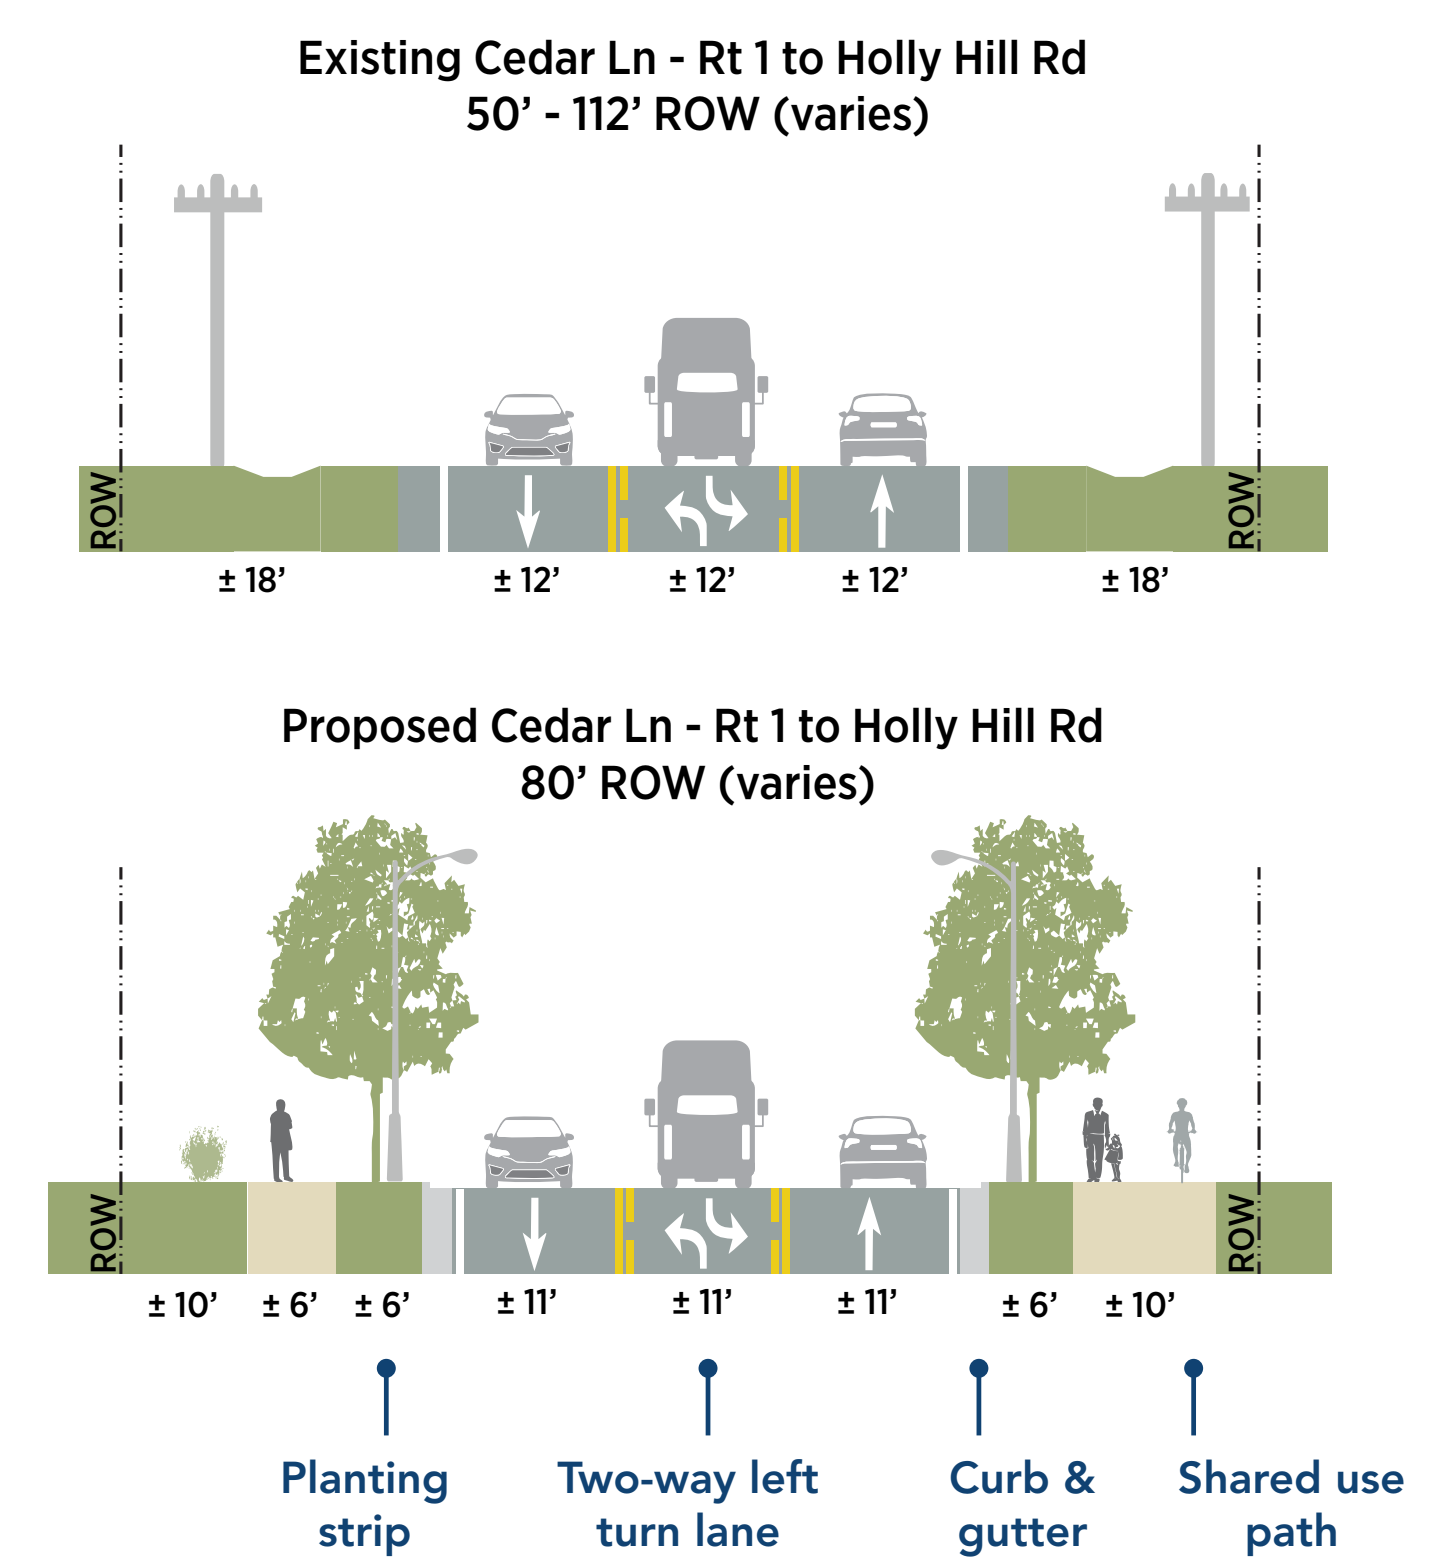 Existing Cedar Ln - Rt 1 to Holly Hill Rd
50’ - 112’ ROW (varies)
ROW
ROW
± 18’ ± 12’ ± 12’ ± 12’ ± 18’
Proposed Cedar Ln - Rt 1 to Holly Hill Rd
80’ ROW (varies)
ROW
ROW
± 10’ ± 6’ ± 6’ ± 11’ ± 11’ ± 11’ ± 6’ ± 10’
Planting
strip
Two-way left
turn lane
Curb &
gutter
Shared use
path